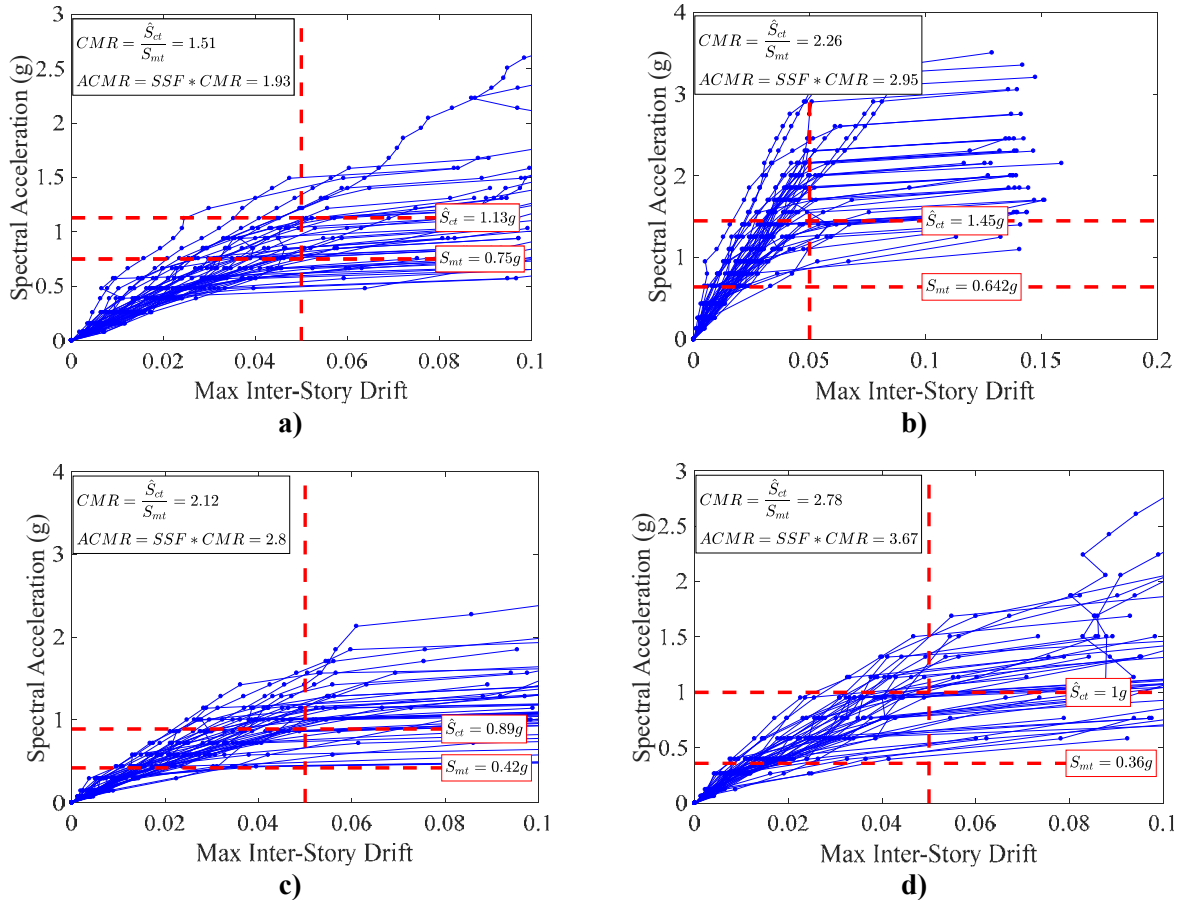 CMR = Ŝct / Smt = 1.51
ACMR = SSF * CMR = 1.93
Spectral Acceleration (g)
3
2.5
2
1.5
1
0.5
0
Ŝct = 1.13g
Smt = 0.75g
0 0.02 0.04 0.06 0.08 0.1
Max Inter-Story Drift
a)
CMR = Ŝct / Smt = 2.26
ACMR = SSF * CMR = 2.95
Spectral Acceleration (g)
4
3
2
1
0
Ŝct = 1.45g
Smt = 0.642g
0 0.05 0.1 0.15 0.2
Max Inter-Story Drift
b)
CMR = Ŝct / Smt = 2.12
ACMR = SSF * CMR = 2.8
Spectral Acceleration (g)
4
3
2
1
0
Ŝct = 0.89g
Smt = 0.42g
0 0.02 0.04 0.06 0.08 0.1
Max Inter-Story Drift
c)
CMR = Ŝct / Smt = 2.78
ACMR = SSF * CMR = 3.67
Spectral Acceleration (g)
3
2.5
2
1.5
1
0.5
0
Ŝct = 1g
Smt = 0.36g
0 0.02 0.04 0.06 0.08 0.1
Max Inter-Story Drift
d)